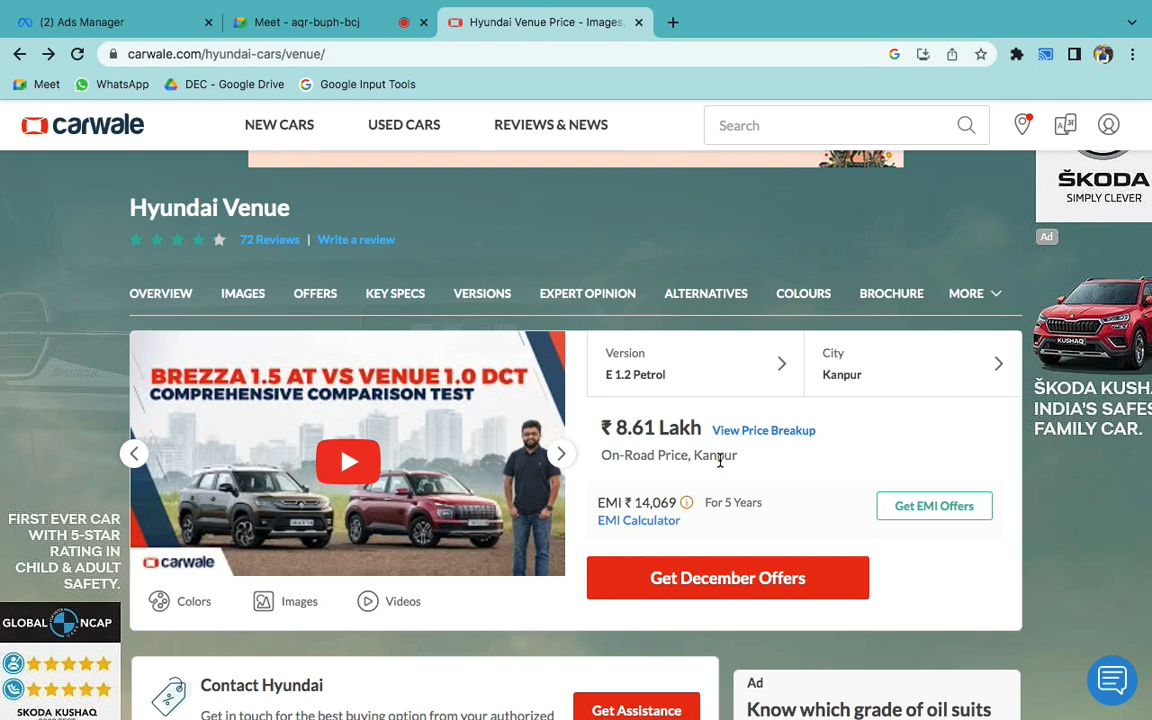 (2) Ads Manager
Meet - aqr-buph-bcj
Hyundai Venue Price - Images,
carwale.com/hyundai-cars/venue/
Meet
WhatsApp
DEC - Google Drive
Google Input Tools
carwale
NEW CARS
USED CARS
REVIEWS & NEWS
Search
ŠKODA
SIMPLY CLEVER
Ad
Hyundai Venue
72 Reviews | Write a review
OVERVIEW
IMAGES
OFFERS
KEY SPECS
VERSIONS
EXPERT OPINION
ALTERNATIVES
COLOURS
BROCHURE
MORE
BREZZA 1.5 AT VS VENUE 1.0 DCT
COMPREHENSIVE COMPARISON TEST
carwale
Colors
Images
Videos
Version
E 1.2 Petrol
City
Kanpur
₹ 8.61 Lakh View Price Breakup
On-Road Price, Kanpur
EMI ₹ 14,069 For 5 Years
EMI Calculator
Get EMI Offers
Get December Offers
KUSHAQ
ŠKODA KUSH
INDIA'S SAFES
FAMILY CAR.
FIRST EVER CAR
WITH 5-STAR
RATING IN
CHILD & ADULT
SAFETY.
GLOBAL NCAP
SKODA KUSHAQ
Contact Hyundai
Get in touch for the best buying option from your authorized
Get Assistance
Ad
Know which grade of oil suits